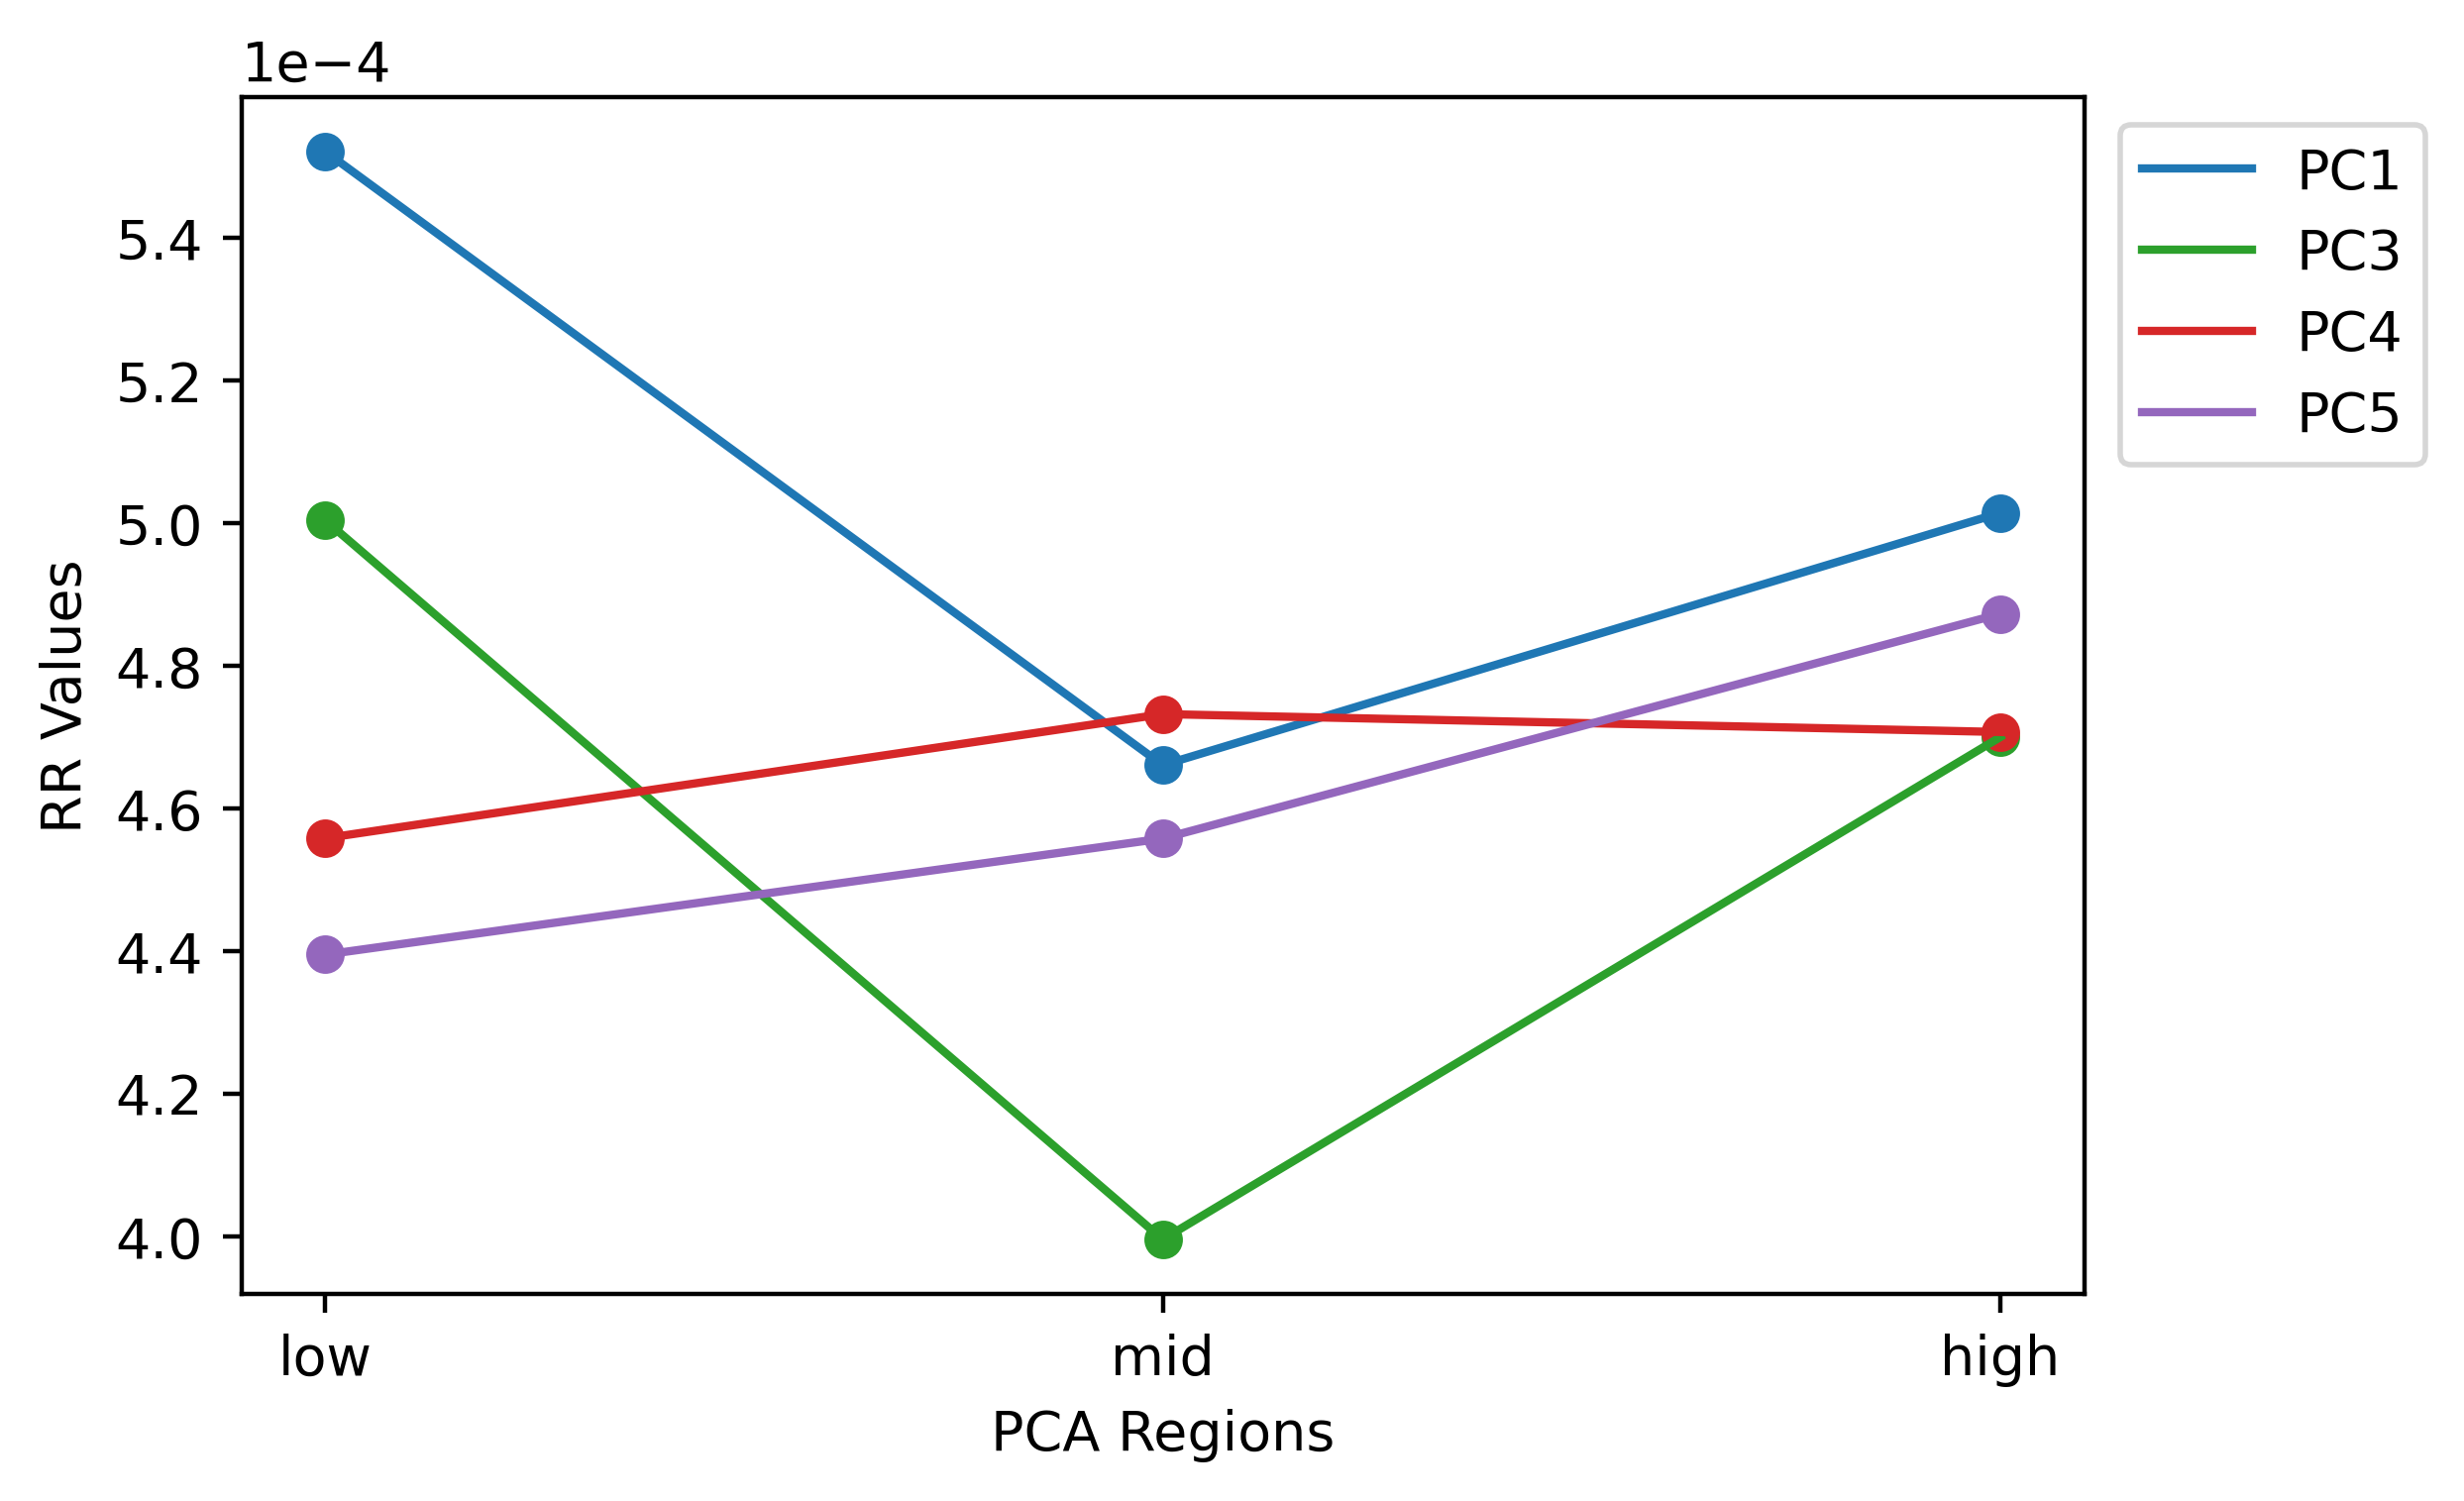 1e−4
5.4
5.2
5.0
4.8
4.6
4.4
4.2
4.0
RR Values
low mid high
PCA Regions
PC1
PC3
PC4
PC5